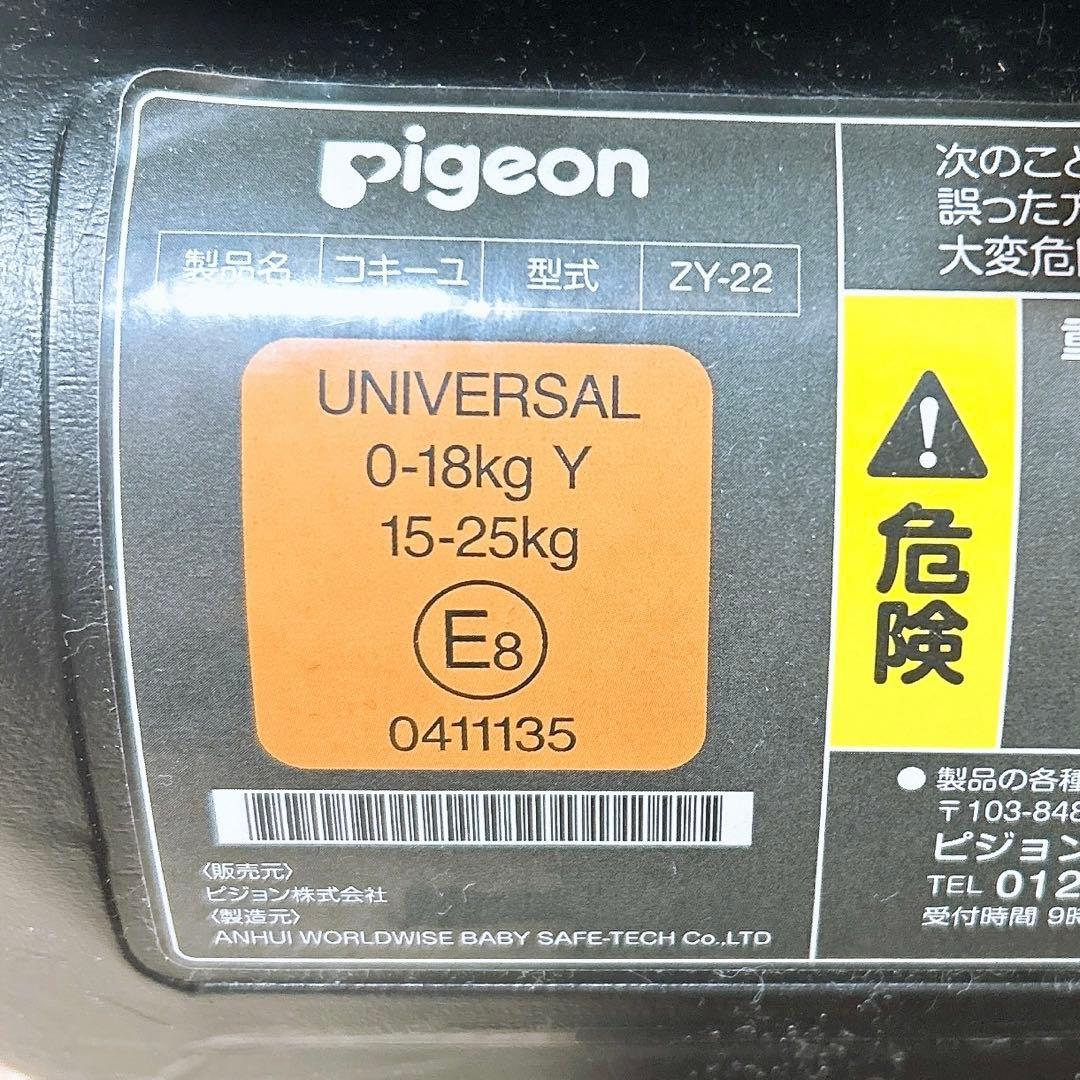 pigeon
製品名 コキーユ 型式 ZY-22
UNIVERSAL
0-18kg Y
15-25kg
E8
0411135
〈販売元〉
ピジョン株式会社
〈製造元〉
ANHUI WORLDWISE BABY SAFE-TECH Co.,LTD
次のこと
誤った
大変危
危険
● 製品の各種
〒103-848
ピジョン
TEL 012
受付時間 9時